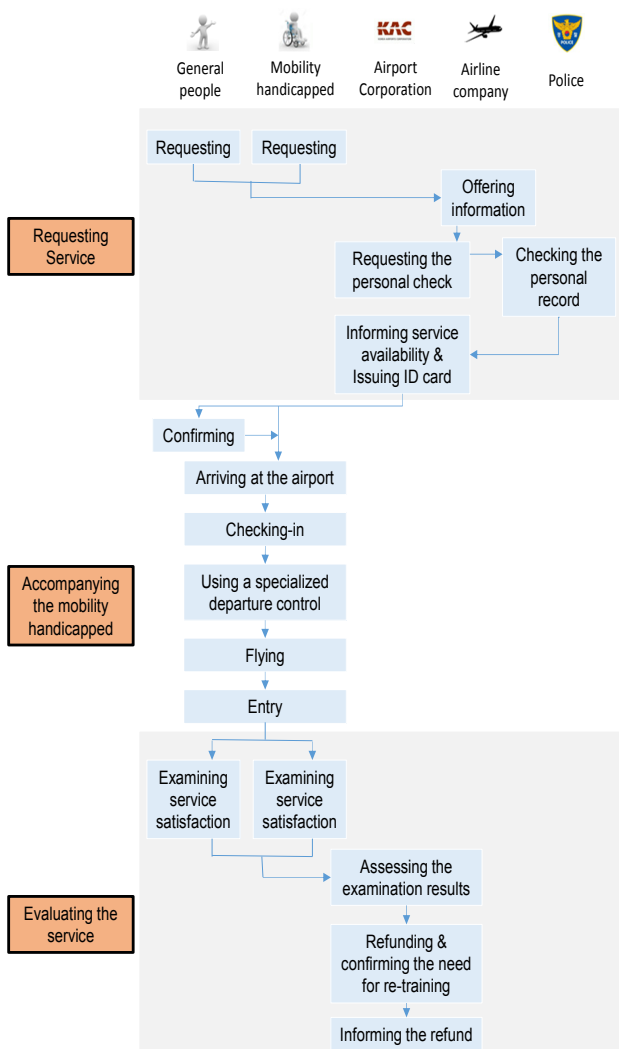 KAC
POLICE
General
people
Mobility
handicapped
Airport
Corporation
Airline
company
Police
Requesting
Requesting
Offering
information
Requesting
Service
Requesting the
personal check
Checking the
personal
record
Informing service
availability &
Issuing ID card
Confirming
Arriving at the airport
Checking-in
Accompanying
the mobility
handicapped
Using a specialized
departure control
Flying
Entry
Examining
service
satisfaction
Examining
service
satisfaction
Assessing the
examination results
Evaluating the
service
Refunding &
confirming the need
for re-training
Informing the refund